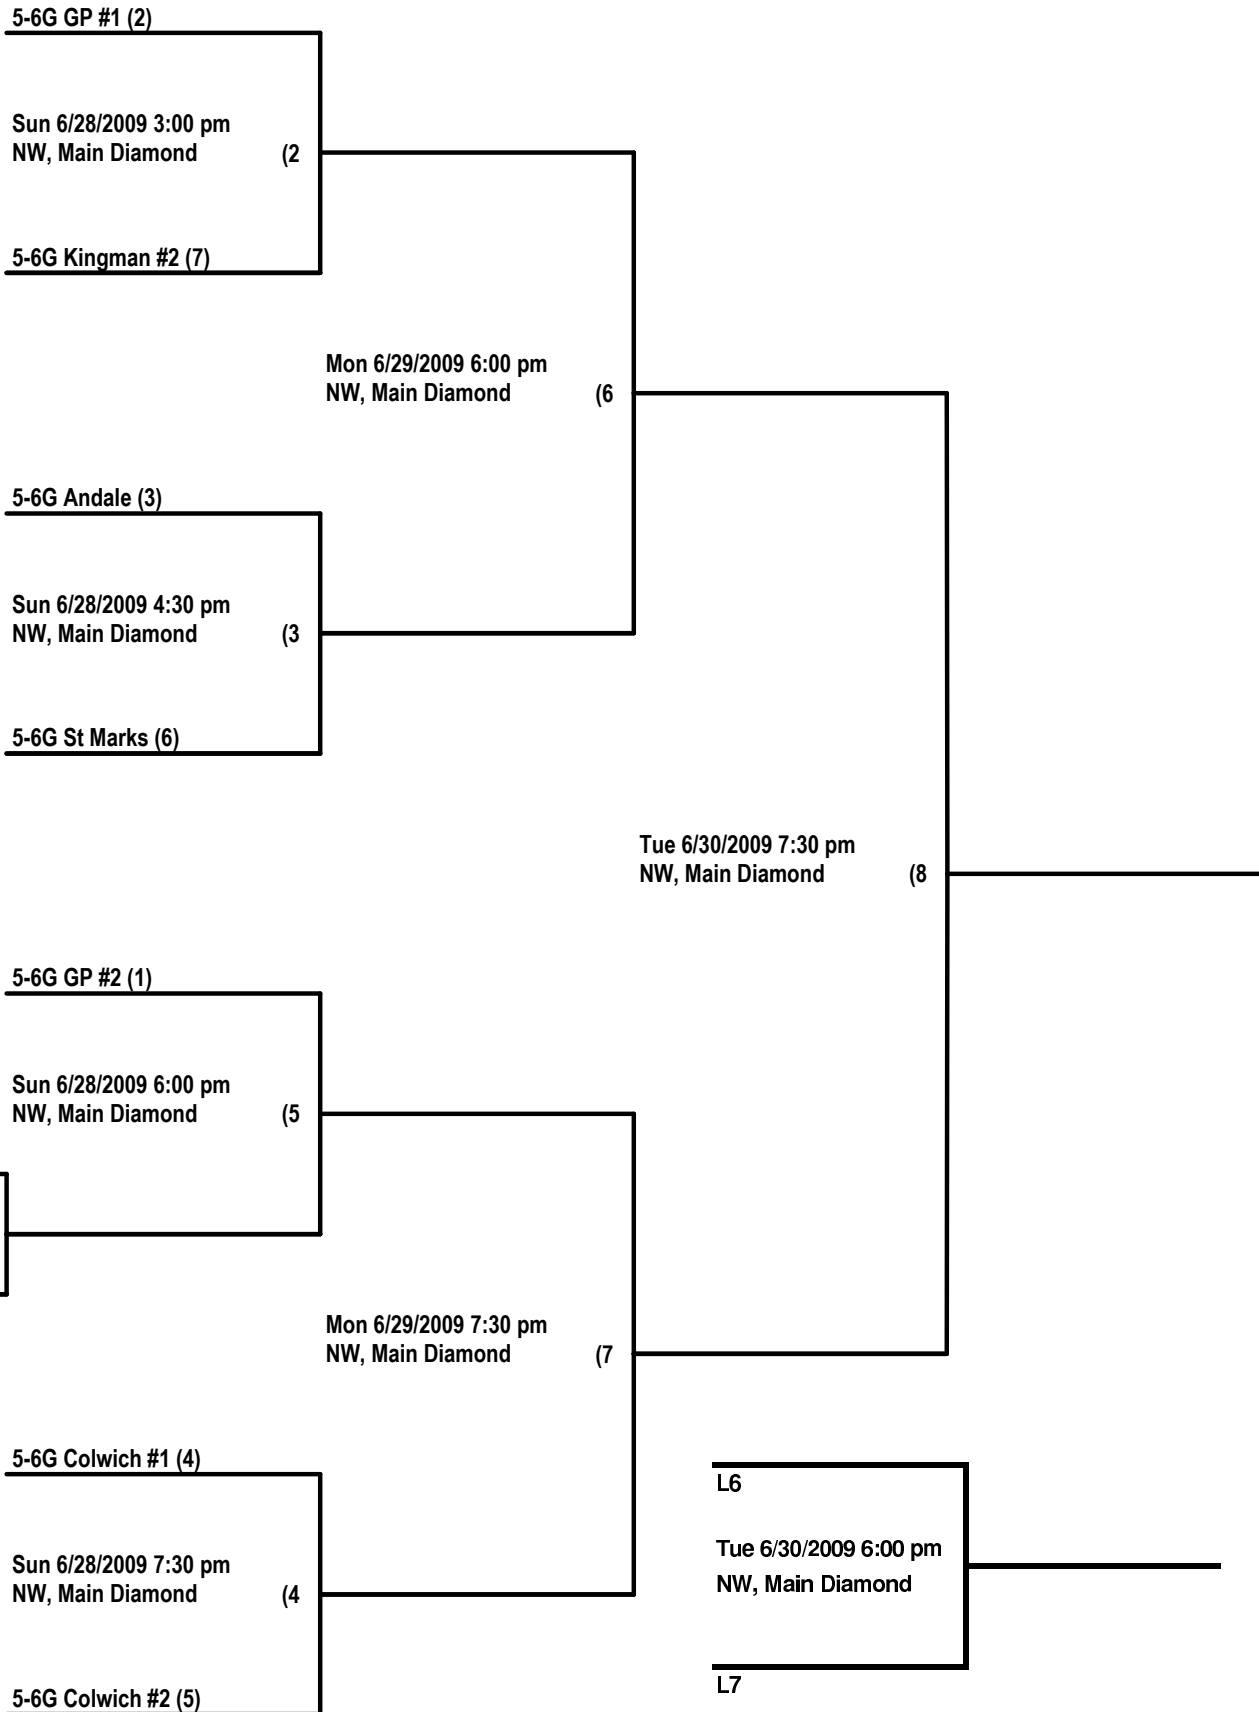 5-6G GP #1 (2)
Sun 6/28/2009 3:00 pm
NW, Main Diamond (2
5-6G Kingman #2 (7)
Mon 6/29/2009 6:00 pm
NW, Main Diamond (6
5-6G Andale (3)
Sun 6/28/2009 4:30 pm
NW, Main Diamond (3
5-6G St Marks (6)
Tue 6/30/2009 7:30 pm
NW, Main Diamond (8
5-6G GP #2 (1)
Sun 6/28/2009 6:00 pm
NW, Main Diamond (5
Mon 6/29/2009 7:30 pm
NW, Main Diamond (7
5-6G Colwich #1 (4)
Sun 6/28/2009 7:30 pm
NW, Main Diamond (4
5-6G Colwich #2 (5)
L6
Tue 6/30/2009 6:00 pm
NW, Main Diamond
L7